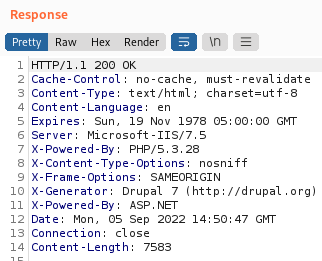 Response
Pretty Raw Hex Render \n
1 HTTP/1.1 200 OK
2 Cache-Control: no-cache, must-revalidate
3 Content-Type: text/html; charset=utf-8
4 Content-Language: en
5 Expires: Sun, 19 Nov 1978 05:00:00 GMT
6 Server: Microsoft-IIS/7.5
7 X-Powered-By: PHP/5.3.28
8 X-Content-Type-Options: nosniff
9 X-Frame-Options: SAMEORIGIN
10 X-Generator: Drupal 7 (http://drupal.org)
11 X-Powered-By: ASP.NET
12 Date: Mon, 05 Sep 2022 14:50:47 GMT
13 Connection: close
14 Content-Length: 7583